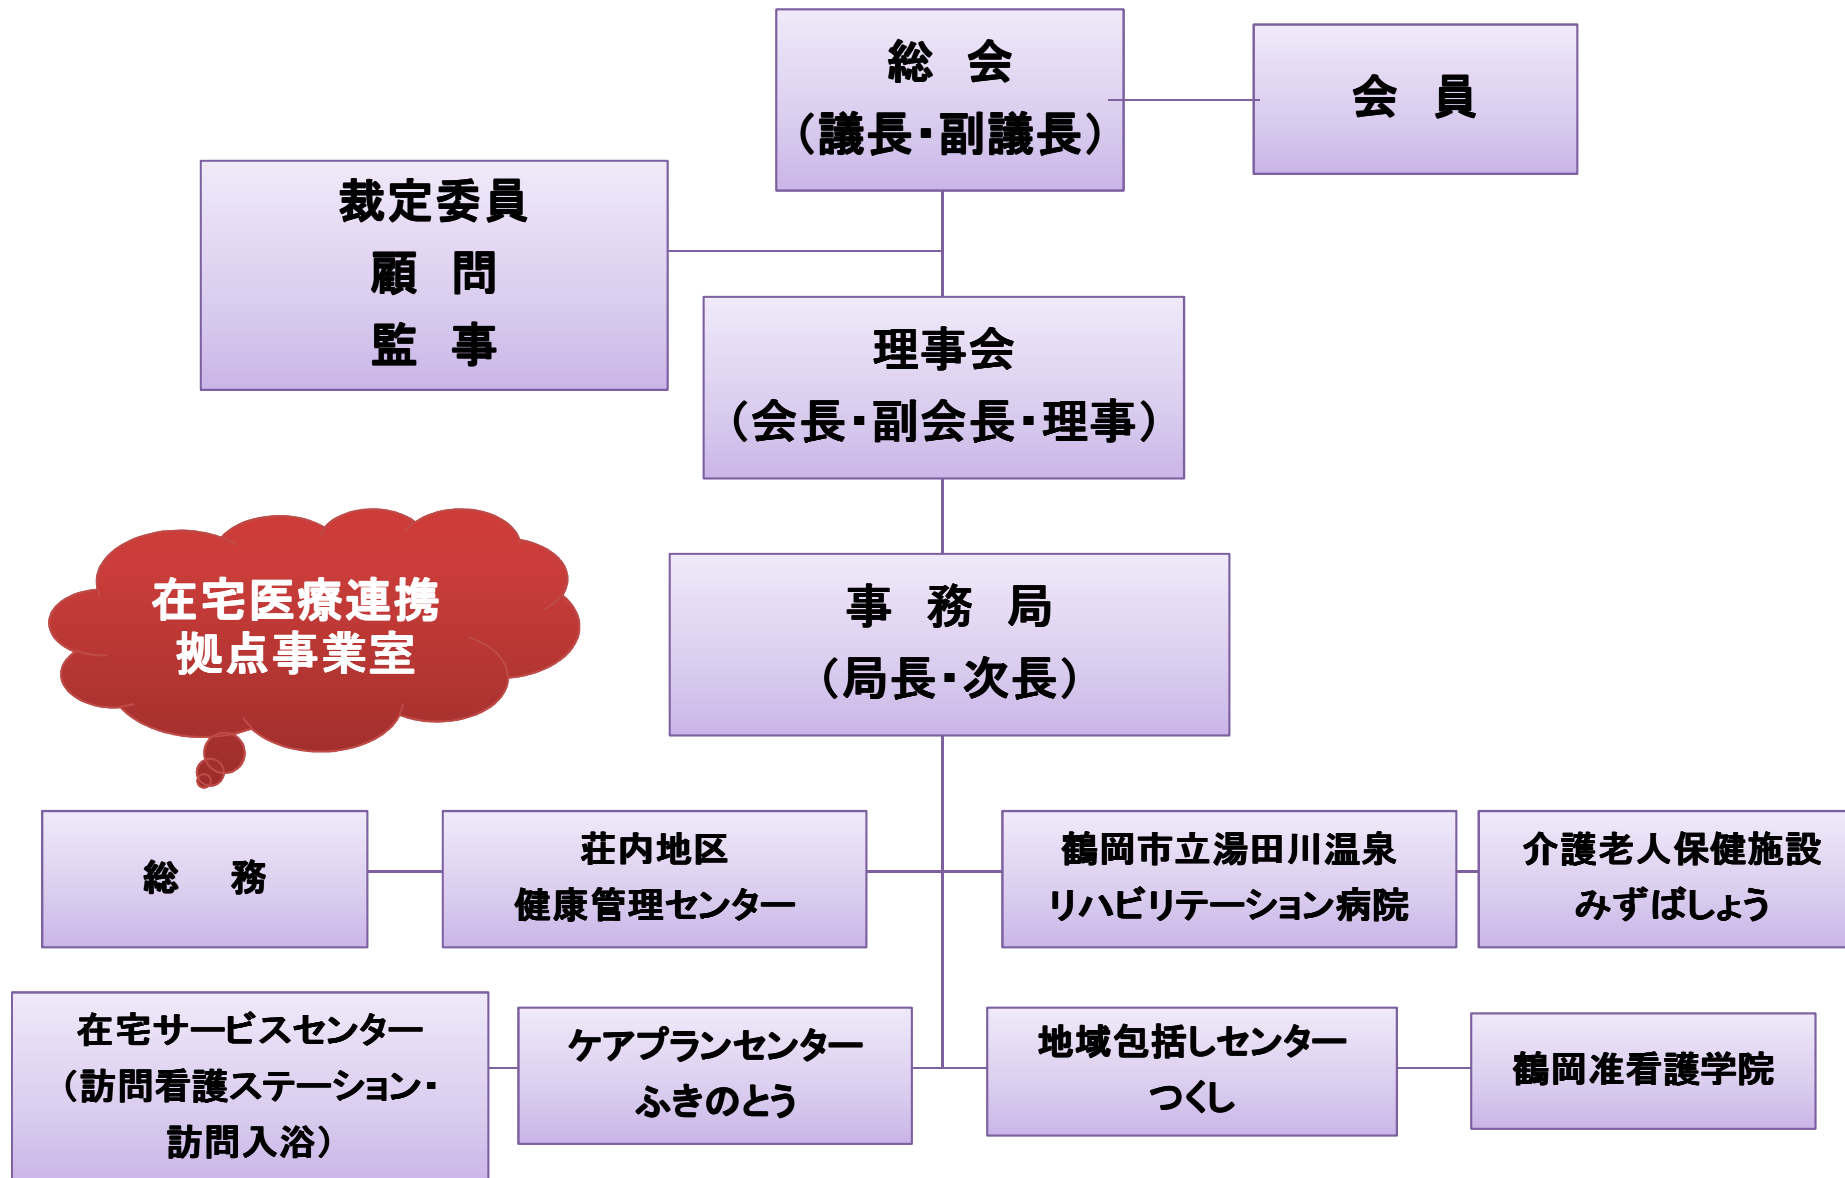 総　会
（議長・副議長）
会　員
裁定委員
顧　問
監　事
理事会
（会長・副会長・理事）
在宅医療連携
拠点事業室
事　務　局
（局長・次長）
総　務
荘内地区
健康管理センター
鶴岡市立湯田川温泉
リハビリテーション病院
介護老人保健施設
みずばしょう
在宅サービスセンター
（訪問看護ステーション・
訪問入浴）
ケアプランセンター
ふきのとう
地域包括しセンター
つくし
鶴岡准看護学院